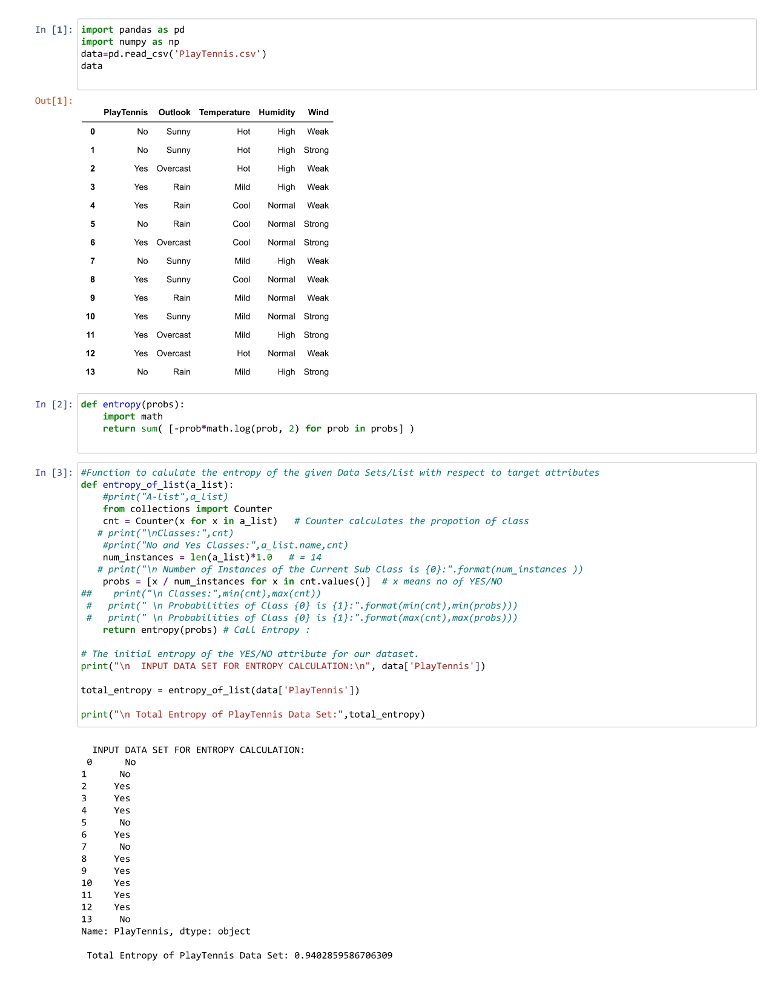 In [1]: import pandas as pd
import numpy as np
data=pd.read_csv('PlayTennis.csv')
data
Out[1]:
PlayTennis Outlook Temperature Humidity Wind
0 No Sunny Hot High Weak
1 No Sunny Hot High Strong
2 Yes Overcast Hot High Weak
3 Yes Rain Mild High Weak
4 Yes Rain Cool Normal Weak
5 No Rain Cool Normal Strong
6 Yes Overcast Cool Normal Strong
7 No Sunny Mild High Weak
8 Yes Sunny Cool Normal Weak
9 Yes Rain Mild Normal Weak
10 Yes Sunny Mild Normal Strong
11 Yes Overcast Mild High Strong
12 Yes Overcast Hot Normal Weak
13 No Rain Mild High Strong
In [2]: def entropy(probs):
    import math
    return sum( [-prob*math.log(prob, 2) for prob in probs] )
In [3]: #Function to calulate the entropy of the given Data Sets/List with respect to target attributes
def entropy_of_list(a_list):
    #print("A-list",a_list)
    from collections import Counter
    cnt = Counter(x for x in a_list)   # Counter calculates the propotion of class
   # print("\nClasses:",cnt)
    #print("No and Yes Classes:",a_list.name,cnt)
    num_instances = len(a_list)*1.0   # = 14
   # print("\n Number of Instances of the Current Sub Class is {0}:".format(num_instances ))
    probs = [x / num_instances for x in cnt.values()]  # x means no of YES/NO
##    print("\n Classes:",min(cnt),max(cnt))
 #   print(" \n Probabilities of Class {0} is {1}:".format(min(cnt),min(probs)))
 #   print(" \n Probabilities of Class {0} is {1}:".format(max(cnt),max(probs)))
    return entropy(probs) # Call Entropy :
# The initial entropy of the YES/NO attribute for our dataset.
print("\n  INPUT DATA SET FOR ENTROPY CALCULATION:\n", data['PlayTennis'])
total_entropy = entropy_of_list(data['PlayTennis'])
print("\n Total Entropy of PlayTennis Data Set:",total_entropy)
  INPUT DATA SET FOR ENTROPY CALCULATION:
 0      No
1      No
2     Yes
3     Yes
4     Yes
5      No
6     Yes
7      No
8     Yes
9     Yes
10    Yes
11    Yes
12    Yes
13     No
Name: PlayTennis, dtype: object
 Total Entropy of PlayTennis Data Set: 0.9402859586706309